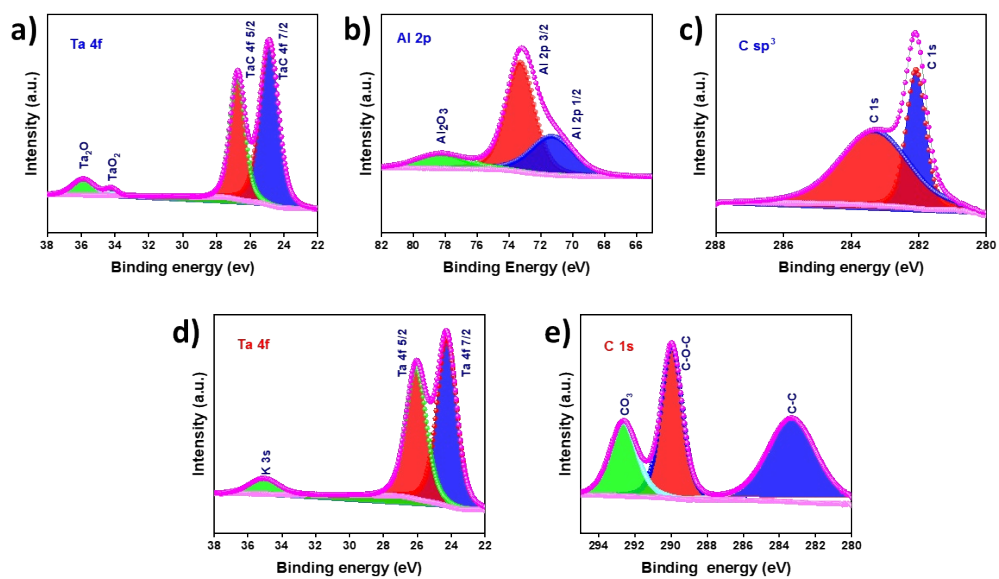 a)
Ta 4f
Ta₂O
TaO₂
TaC 4f 5/2
TaC 4f 7/2
Intensity (a.u.)
38 36 34 32 30 28 26 24 22
Binding energy (ev)
b)
Al 2p
Al₂O3
Al 2p 3/2
Al 2p 1/2
Intensity (a.u.)
82 80 78 76 74 72 70 68 66
Binding Energy (eV)
c)
C sp³
C 1s
C 1s
Intensity (a.u.)
288 286 284 282 280
Binding energy (eV)
d)
Ta 4f
K 3s
Ta 4f 5/2
Ta 4f 7/2
Intensity (a.u.)
38 36 34 32 30 28 26 24 22
Binding energy (eV)
e)
C 1s
CO₃
C-O-C
C-C
Intensity (a.u.)
294 292 290 288 286 284 282 280
Binding energy (eV)